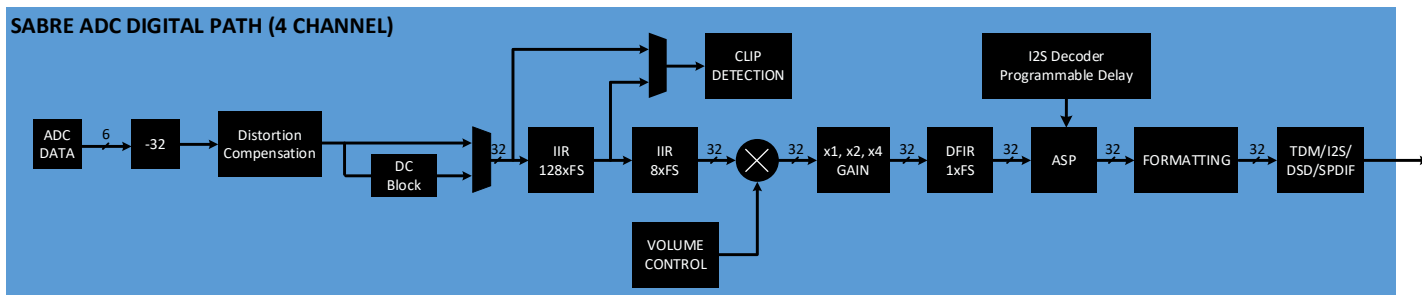 SABRE ADC DIGITAL PATH (4 CHANNEL)
ADC
DATA
6
-32
Distortion
Compensation
DC
Block
32
IIR
128xFS
CLIP
DETECTION
IIR
8xFS
32
VOLUME
CONTROL
32
x1, x2, x4
GAIN
32
DFIR
1xFS
32
I2S Decoder
Programmable Delay
ASP
32
FORMATTING
32
TDM/I2S/
DSD/SPDIF